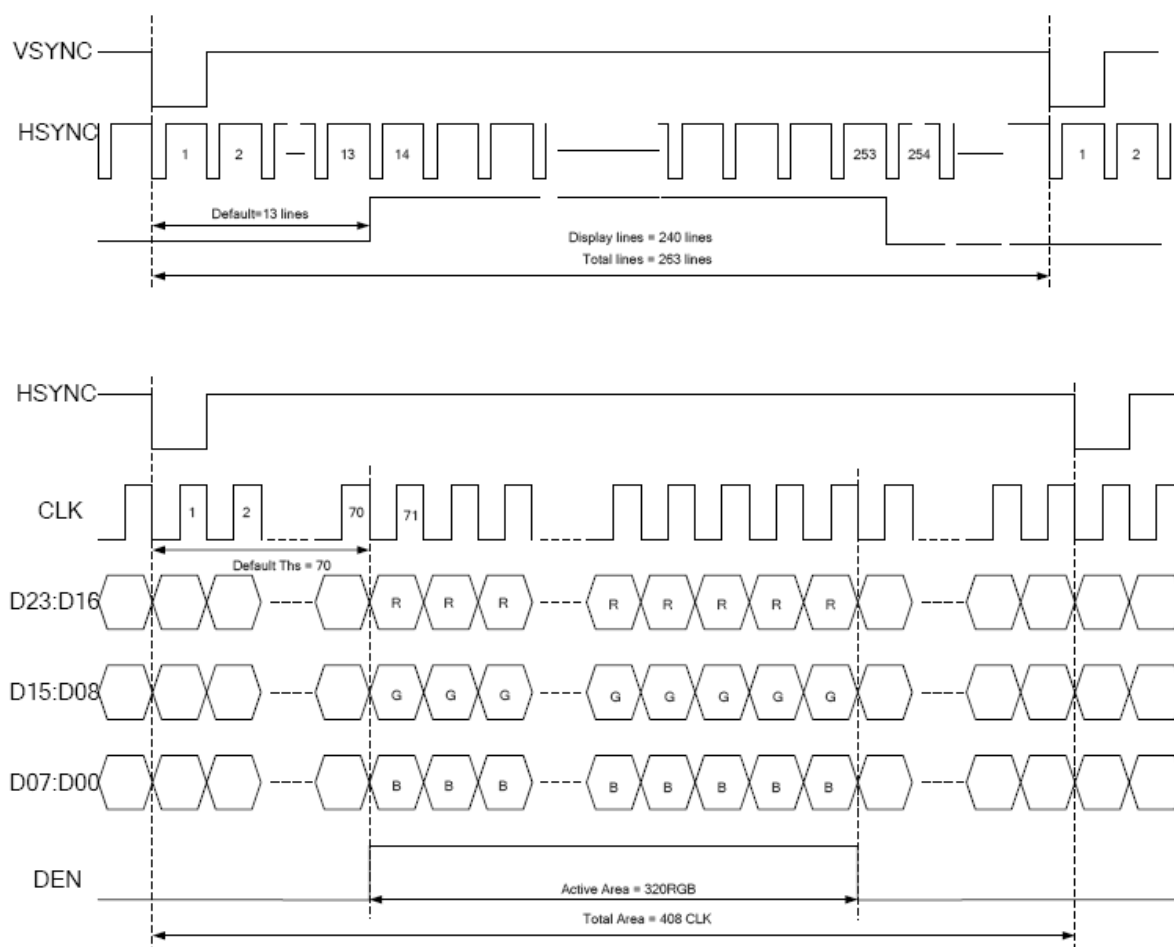 VSYNC
HSYNC
1 2 13 14 253 254 1 2
Default=13 lines
Display lines = 240 lines
Total lines = 263 lines
HSYNC
CLK
1 2 70 71
Default Ths = 70
D23:D16
R R R R R R R R
D15:D08
G G G G G G G G
D07:D00
B B B B B B B B
DEN
Active Area = 320RGB
Total Area = 408 CLK